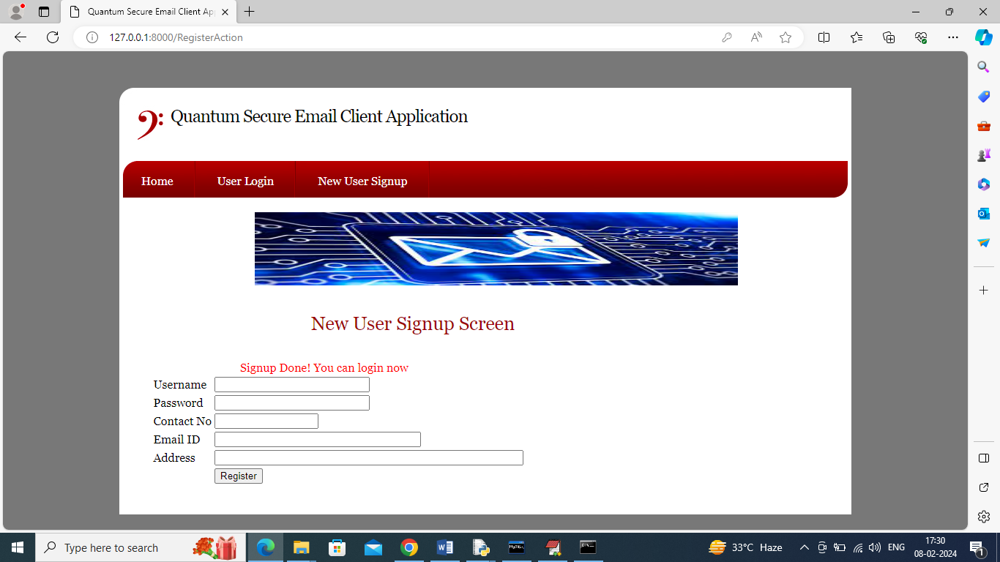 Quantum Secure Email Client Ap
127.0.0.1:8000/RegisterAction
Quantum Secure Email Client Application
Home
User Login
New User Signup
New User Signup Screen
Signup Done! You can login now
Username
Password
Contact No
Email ID
Address
Register
Type here to search
33°C Haze
ENG
17:30
08-02-2024
1